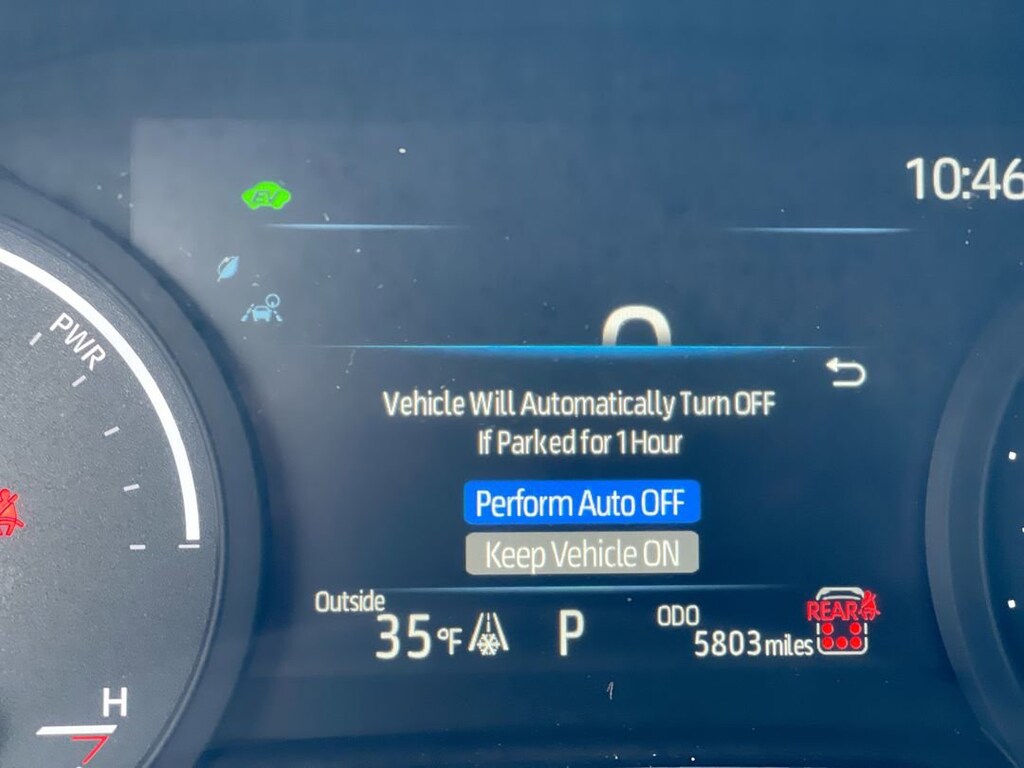 10:46
EV
PWR
Vehicle Will Automatically Turn OFF
If Parked for 1 Hour
Perform Auto OFF
Keep Vehicle ON
Outside
35°F
P
ODO
5803 miles
REAR
H